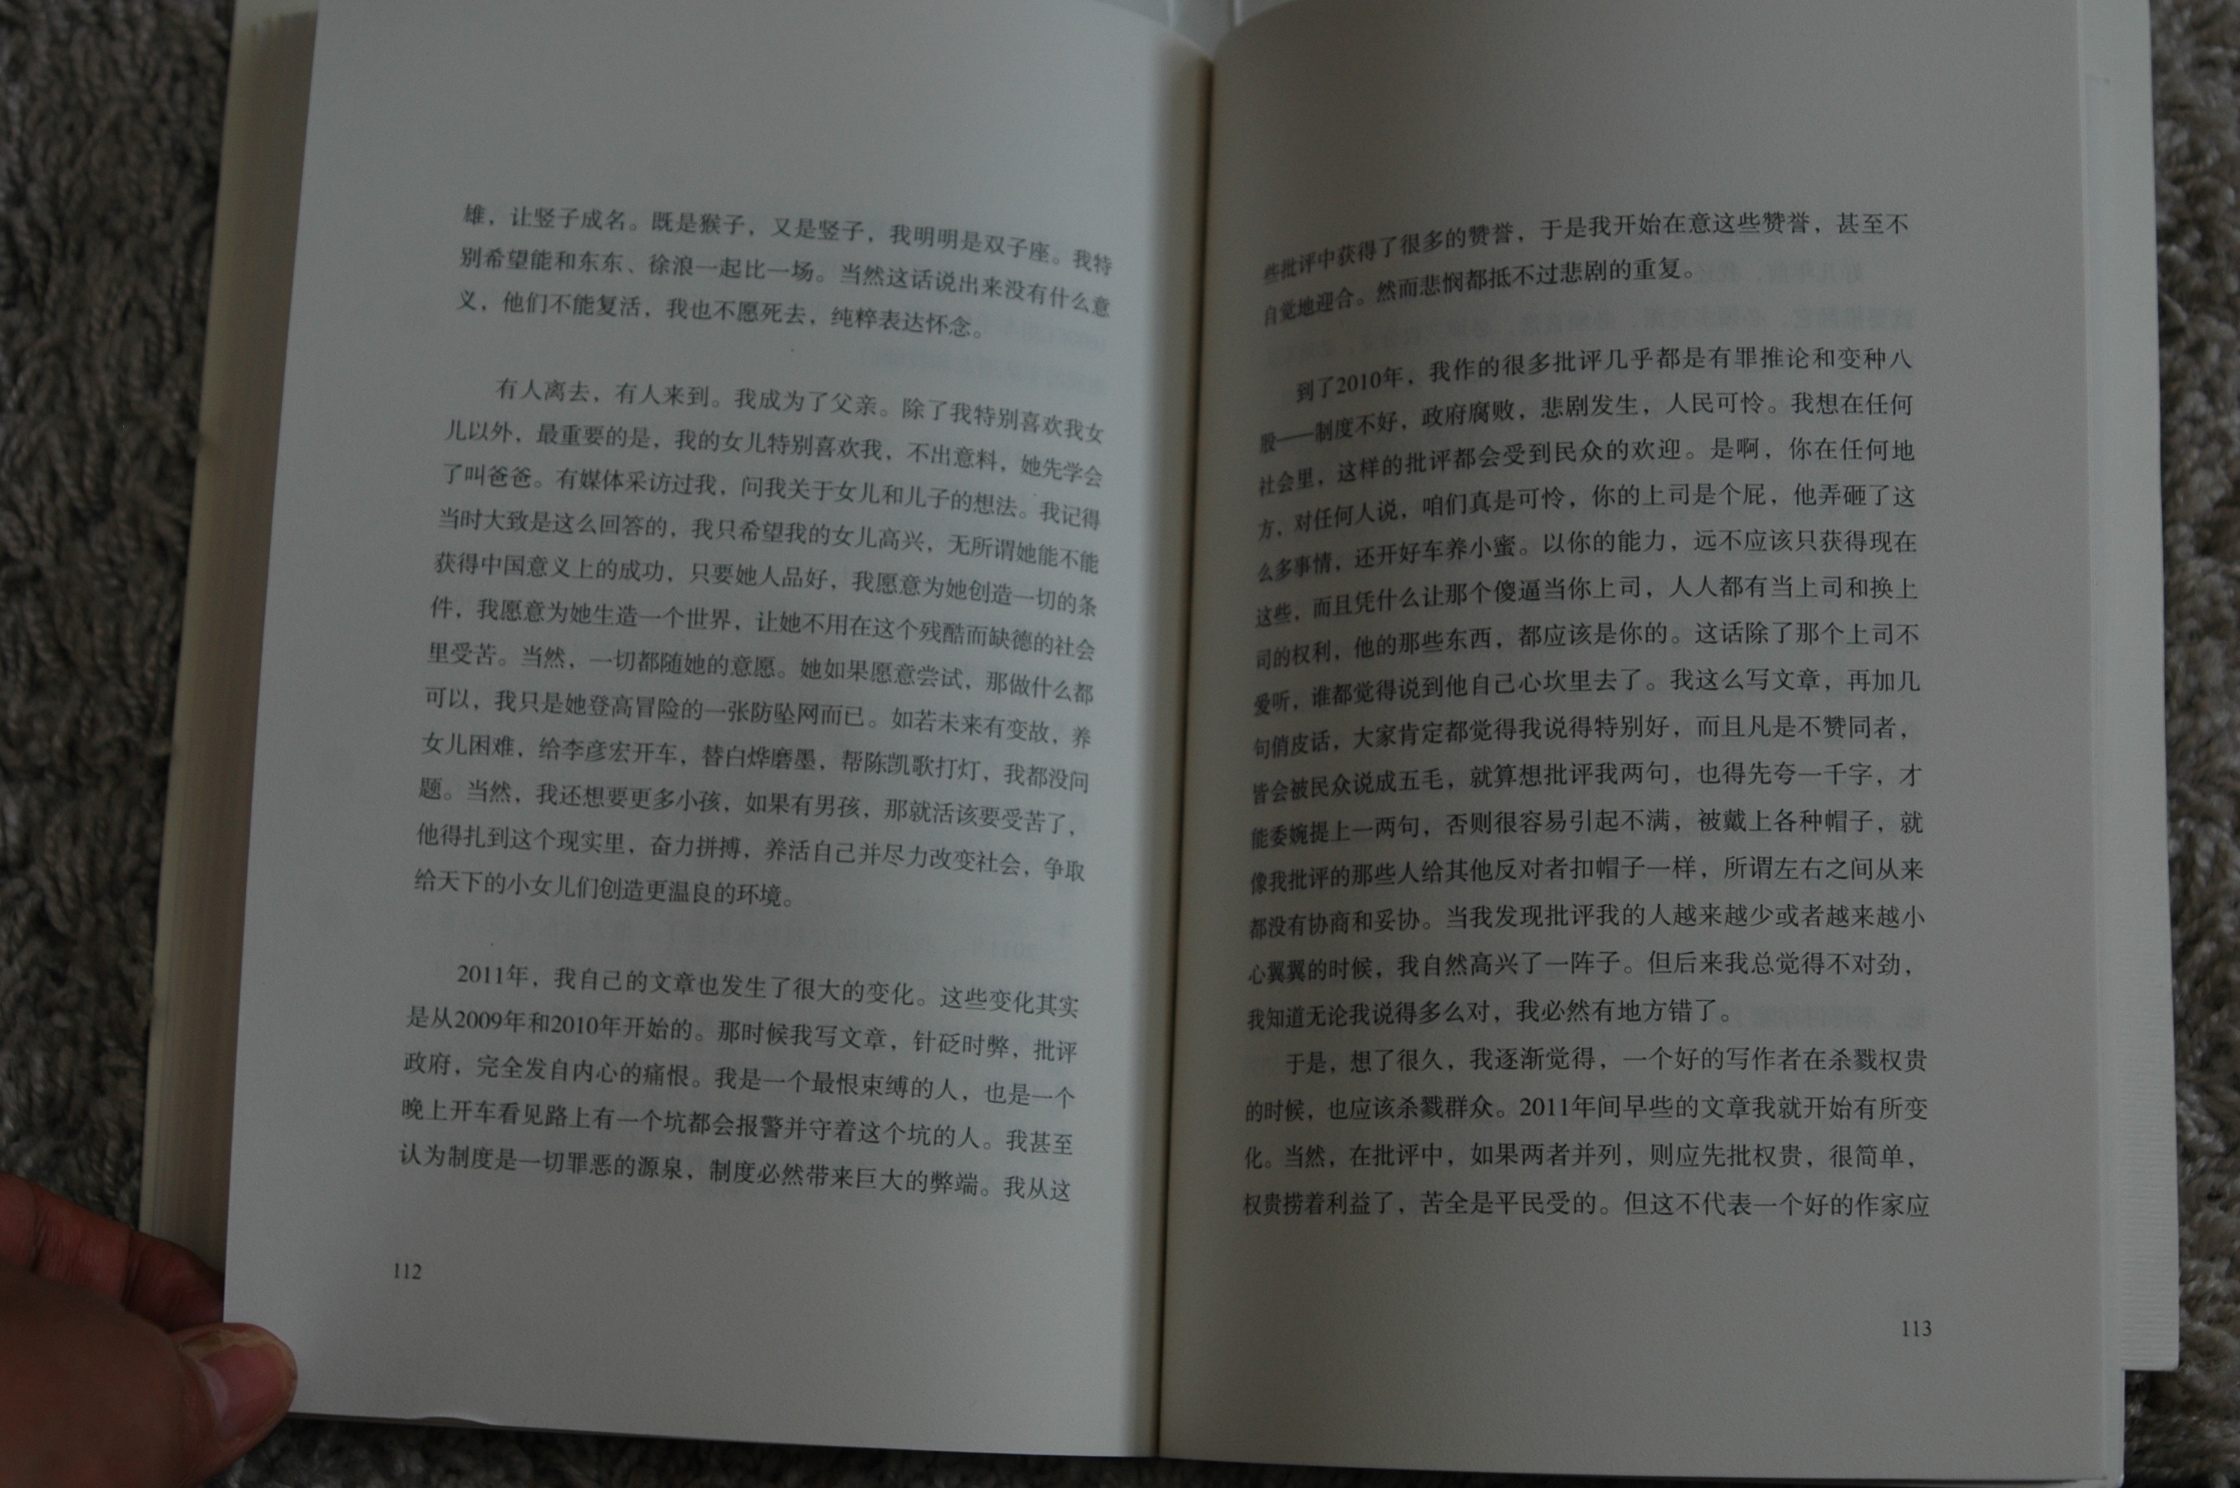 雄，让竖子成名。既是猴子，又是竖子，我明明是双子座。我特
别希望能和东东、徐浪一起比一场。当然这话说出来没有什么意
义，他们不能复活，我也不愿死去，纯粹表达怀念。
有人离去，有人来到。我成为了父亲。除了我特别喜欢我女
儿以外，最重要的是，我的女儿特别喜欢我，不出意料，她先学会
了叫爸爸。有媒体采访过我，问我关于女儿和儿子的想法。我记得
当时大致是这么回答的，我只希望我的女儿高兴，无所谓她能不能
获得中国意义上的成功，只要她人品好，我愿意为她创造一切的条
件，我愿意为她生造一个世界，让她不用在这个残酷而缺德的社会
里受苦。当然，一切都随她的意愿。她如果愿意尝试，那做什么都
可以，我只是她登高冒险的一张防坠网而已。如若未来有变故，养
女儿困难，给李彦宏开车，替白烨磨墨，帮陈凯歌打灯，我都没问
题。当然，我还想要更多小孩，如果有男孩，那就活该要受苦了，
他得扎到这个现实里，奋力拼搏，养活自己并尽力改变社会，争取
给天下的小女儿们创造更温良的环境。
2011年，我自己的文章也发生了很大的变化。这些变化其实
是从2009年和2010年开始的。那时候我写文章，针砭时弊，批评
政府，完全发自内心的痛恨。我是一个最恨束缚的人，也是一个
晚上开车看见路上有一个坑都会报警并守着这个坑的人。我甚至
认为制度是一切罪恶的源泉，制度必然带来巨大的弊端。我从这
112
些批评中获得了很多的赞誉，于是我开始在意这些赞誉，甚至不
自觉地迎合。然而悲悯都抵不过悲剧的重复。
到了2010年，我作的很多批评几乎都是有罪推论和变种八
股——制度不好，政府腐败，悲剧发生，人民可怜。我想在任何
社会里，这样的批评都会受到民众的欢迎。是啊，你在任何地
方，对任何人说，咱们真是可怜，你的上司是个屁，他弄砸了这
么多事情，还开好车养小蜜。以你的能力，远不应该只获得现在
这些，而且凭什么让那个傻逼当你上司，人人都有当上司和换上
司的权利，他的那些东西，都应该是你的。这话除了那个上司不
爱听，谁都觉得说到他自己心坎里去了。我这么写文章，再加几
句俏皮话，大家肯定都觉得我说得特别好，而且凡是不赞同者，
皆会被民众说成五毛，就算想批评我两句，也得先夸一千字，才
能委婉提上一两句，否则很容易引起不满，被戴上各种帽子，就
像我批评的那些人给其他反对者扣帽子一样，所谓左右之间从来
都没有协商和妥协。当我发现批评我的人越来越少或者越来越小
心翼翼的时候，我自然高兴了一阵子。但后来我总觉得不对劲，
我知道无论我说得多么对，我必然有地方错了。
于是，想了很久，我逐渐觉得，一个好的写作者在杀戮权贵
的时候，也应该杀戮群众。2011年间早些的文章我就开始有所变
化。当然，在批评中，如果两者并列，则应先批权贵，很简单，
权贵捞着利益了，苦全是平民受的。但这不代表一个好的作家应
113